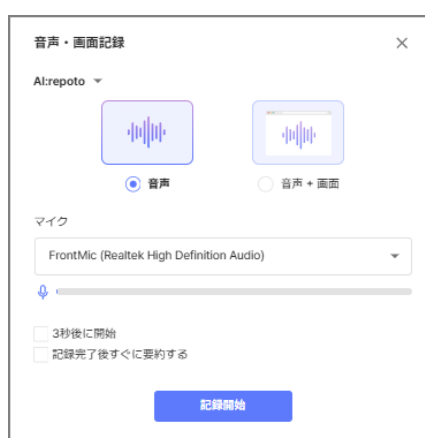 音声・画面記録
AI:repoto
音声
音声 + 画面
マイク
FrontMic (Realtek High Definition Audio)
3秒後に開始
記録完了後すぐに要約する
記録開始